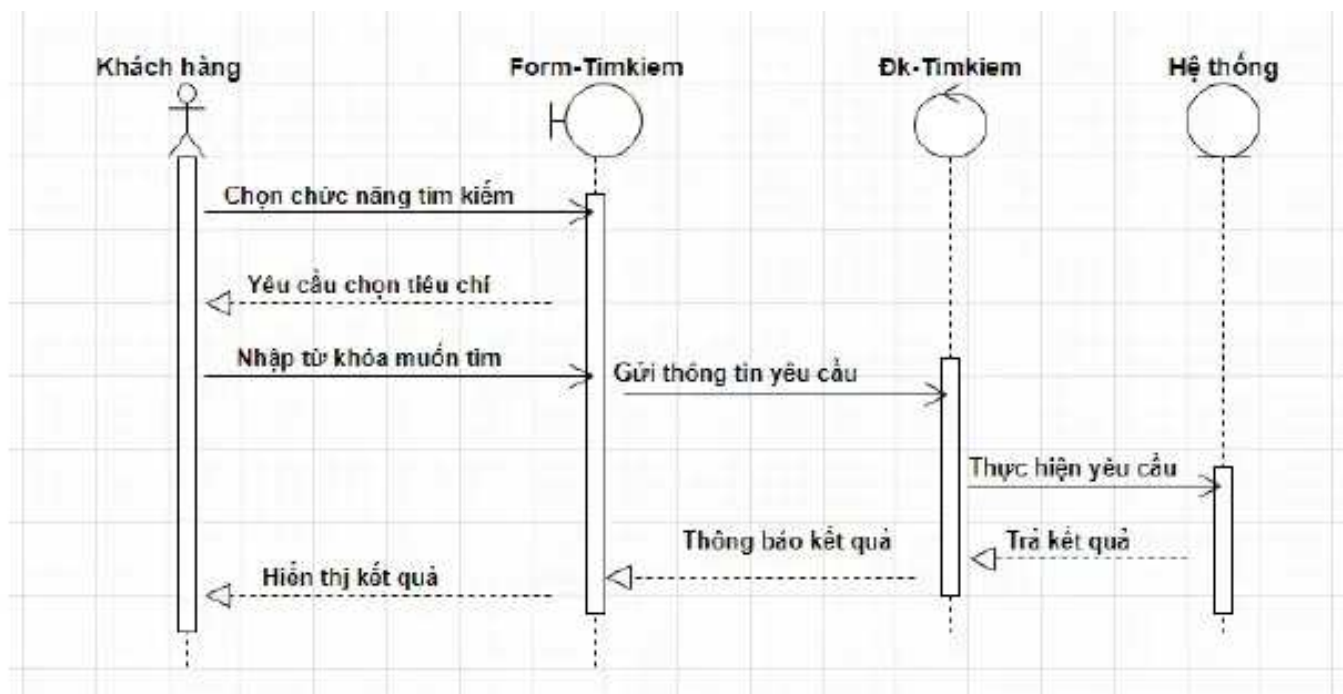 Khách hàng
Form-Timkiem
Đk-Timkiem
Hệ thống
Chọn chức năng tìm kiếm
Yêu cầu chọn tiêu chí
Nhập từ khóa muốn tìm
Gửi thông tin yêu cầu
Thực hiện yêu cầu
Trả kết quả
Thông báo kết quả
Hiển thị kết quả